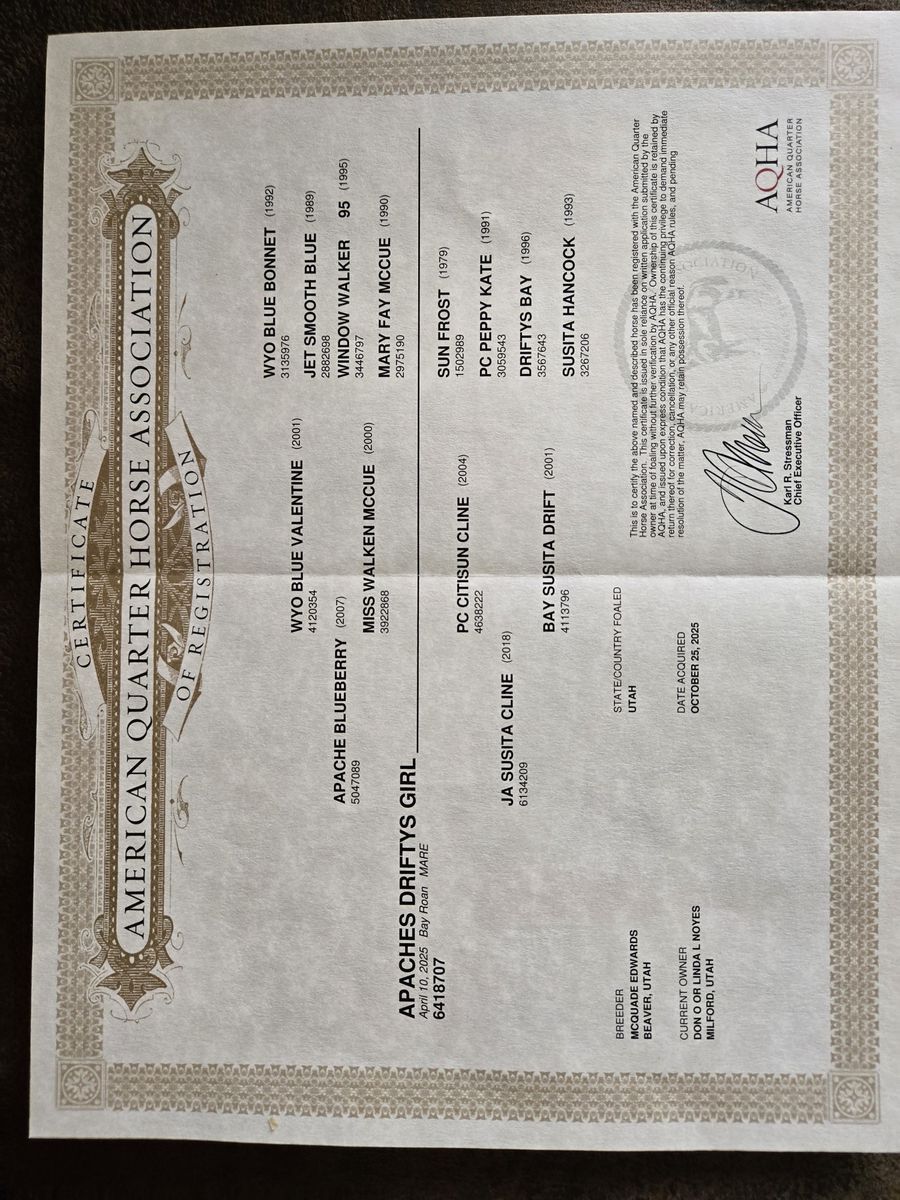 CERTIFICATE
AMERICAN QUARTER HORSE ASSOCIATION
OF REGISTRATION
WYO BLUE BONNET (1992)
3135976
WYO BLUE VALENTINE (2001)
4120354
JET SMOOTH BLUE (1989)
2882698
APACHE BLUEBERRY (2007)
5047089
WINDOW WALKER 95 (1995)
3446797
MISS WALKEN MCCUE (2000)
3922868
MARY FAY MCCUE (1990)
2975190
APACHES DRIFTYS GIRL
April 10, 2025 Bay Roan MARE
6418707
SUN FROST (1979)
1502989
PC CITISUN CLINE (2004)
4638222
PC PEPPY KATE (1991)
3059543
JA SUSITA CLINE (2018)
6134209
DRIFTYS BAY (1996)
3567643
BAY SUSITA DRIFT (2001)
4113796
SUSITA HANCOCK (1993)
3267206
BREEDER
MCQUADE EDWARDS
BEAVER, UTAH
STATE/COUNTRY FOALED
UTAH
CURRENT OWNER
DON O OR LINDA L NOYES
MILFORD, UTAH
DATE ACQUIRED
OCTOBER 25, 2025
This is to certify the above named and described horse has been registered with the American Quarter
Horse Association. This certificate is issued in sole reliance on written application submitted by the
owner at time of foaling without further verification by AQHA. Ownership of this certificate is retained by
AQHA, and issued upon express condition that AQHA has the continuing privilege to demand immediate
return thereof for correction, cancellation, or any other official reason AQHA rules, and pending
resolution of the matter. AQHA may retain possession thereof.
Karl R. Stressman
Chief Executive Officer
AQHA
AMERICAN QUARTER
HORSE ASSOCIATION